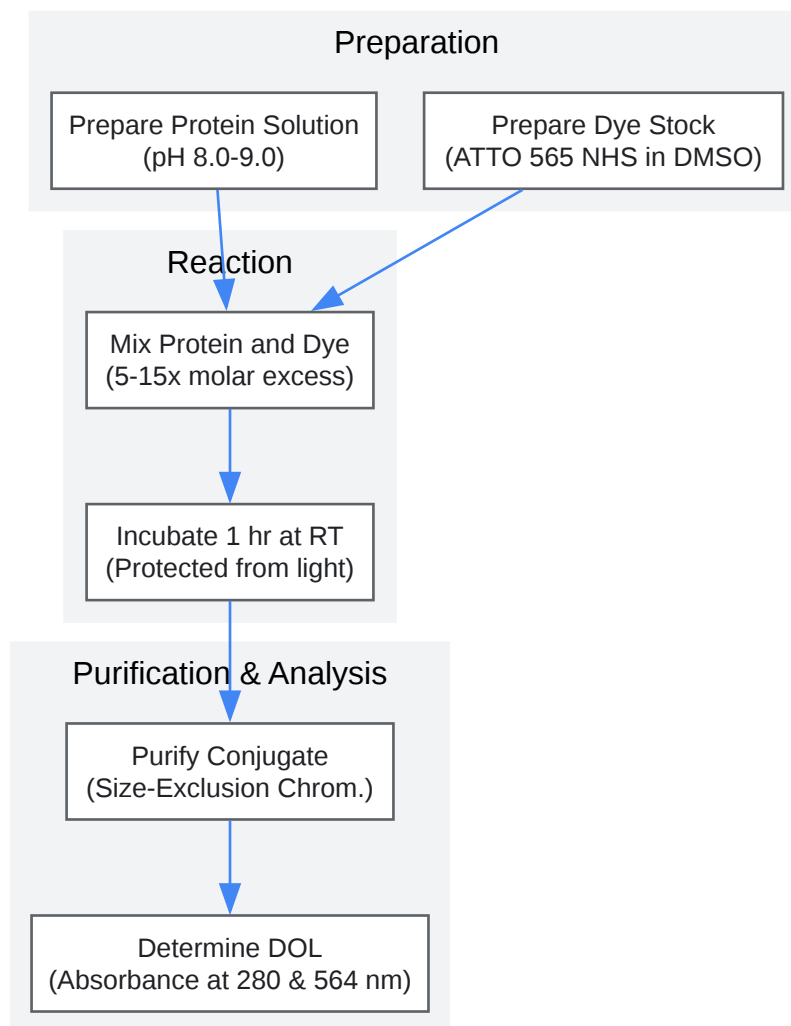 Preparation
Prepare Protein Solution
(pH 8.0-9.0)
Prepare Dye Stock
(ATTO 565 NHS in DMSO)
Reaction
Mix Protein and Dye
(5-15x molar excess)
Incubate 1 hr at RT
(Protected from light)
Purification & Analysis
Purify Conjugate
(Size-Exclusion Chrom.)
Determine DOL
(Absorbance at 280 & 564 nm)